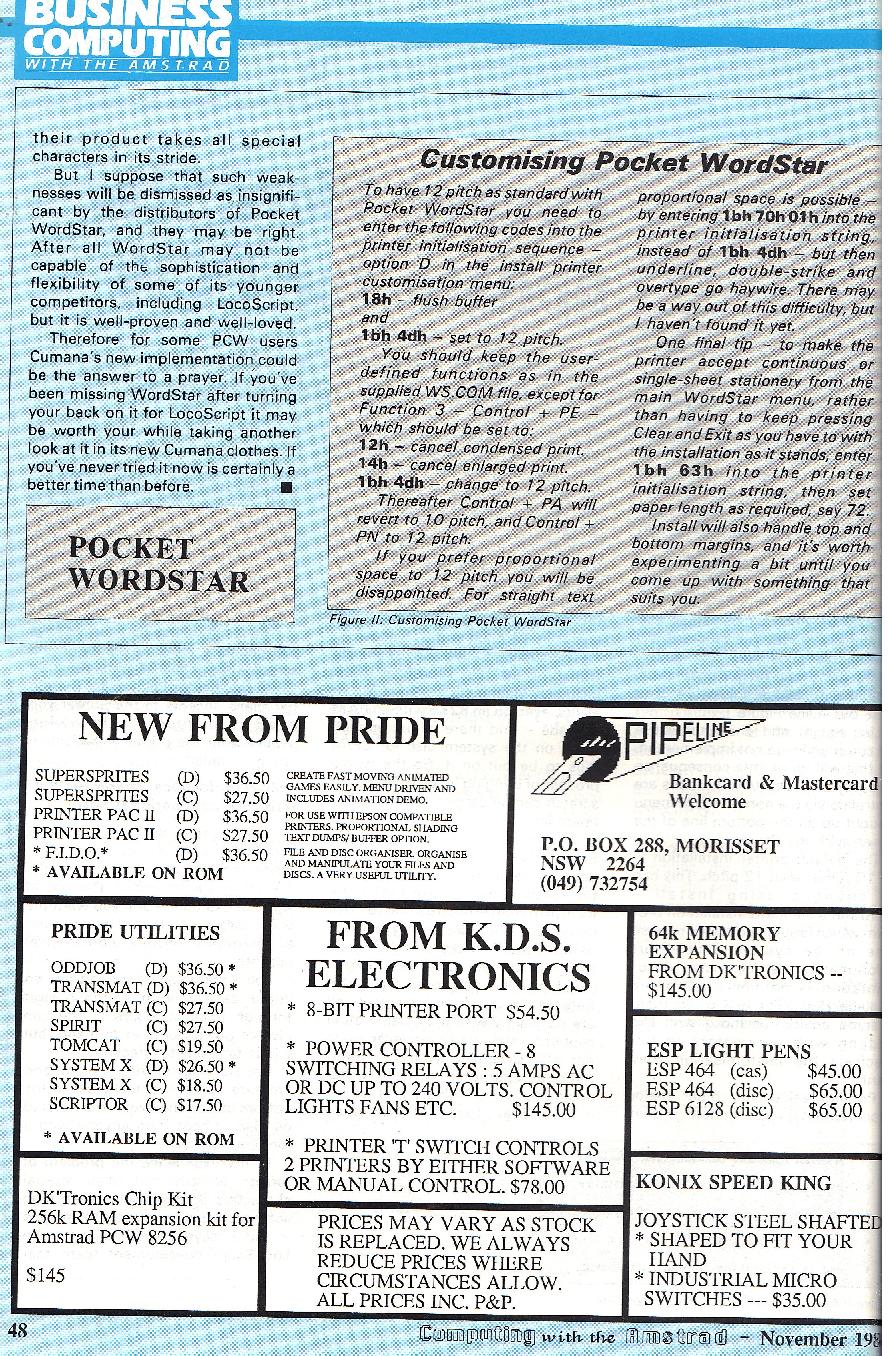 BUSINESS
COMPUTING
WITH THE AMSTRAD
their product takes all special
characters in its stride.
But I suppose that such weak-
nesses will be dismissed as insignifi-
cant by the distributors of Pocket
WordStar, and they may be right.
After all WordStar may not be
capable of the sophistication and
flexibility of some of its younger
competitors, including LocoScript,
but it is well-proven and well-loved.
Therefore for some PCW users
Cumana's new implementation could
be the answer to a prayer. If you've
been missing WordStar after turning
your back on it for LocoScript it may
be worth your while taking another
look at it in its new Cumana clothes. If
you've never tried it now is certainly a
better time than before. ■
POCKET
WORDSTAR
Customising Pocket WordStar
To have 12 pitch as standard with
Pocket WordStar you need to
enter the following codes into the
printer initialisation sequence –
option D in the install printer
customisation menu:
18h – flush buffer
and
1bh 4dh – set to 12 pitch.
You should keep the user-
defined functions as in the
supplied WS.COM file, except for
Function 3 – Control + PE –
which should be set to:
12h – cancel condensed print.
14h – cancel enlarged print.
1bh 4dh – change to 12 pitch.
Thereafter Control + PA will
revert to 10 pitch, and Control +
PN to 12 pitch.
If you prefer proportional
space to 12 pitch you will be
disappointed. For straight text
proportional space is possible –
by entering 1bh 70h 01h into the
printer initialisation string,
instead of 1bh 4dh – but then
underline, double-strike and
overtype go haywire. There may
be a way out of this difficulty, but
I haven't found it yet.
One final tip – to make the
printer accept continuous or
single-sheet stationery from the
main WordStar menu, rather
than having to keep pressing
Clear and Exit as you have to with
the installation as it stands, enter
1bh 63h into the printer
initialisation string, then set
paper length as required, say 72.
Install will also handle top and
bottom margins, and it's worth
experimenting a bit until you
come up with something that
suits you.
Figure II: Customising Pocket WordStar
NEW FROM PRIDE
SUPERSPRITES (D) $36.50
SUPERSPRITES (C) $27.50
PRINTER PAC II (D) $36.50
PRINTER PAC II (C) $27.50
* F.I.D.O.* (D) $36.50
* AVAILABLE ON ROM
CREATE FAST MOVING ANIMATED
GAMES EASILY. MENU DRIVEN AND
INCLUDES ANIMATION DEMO.
FOR USE WITH EPSON COMPATIBLE
PRINTERS. PROPORTIONAL SHADING
TEXT DUMPS/ BUFFER OPTION.
FILE AND DISC ORGANISER. ORGANISE
AND MANIPULATE YOUR FILES AND
DISCS. A VERY USEFUL UTILITY.
the PIPELINE
Bankcard & Mastercard
Welcome
P.O. BOX 288, MORISSET
NSW 2264
(049) 732754
PRIDE UTILITIES
ODDJOB (D) $36.50 *
TRANSMAT (D) $36.50 *
TRANSMAT (C) $27.50
SPIRIT (C) $27.50
TOMCAT (C) $19.50
SYSTEM X (D) $26.50 *
SYSTEM X (C) $18.50
SCRIPTOR (C) $17.50
* AVAILABLE ON ROM
DK'Tronics Chip Kit
256k RAM expansion kit for
Amstrad PCW 8256
$145
FROM K.D.S.
ELECTRONICS
* 8-BIT PRINTER PORT $54.50
* POWER CONTROLLER - 8
SWITCHING RELAYS : 5 AMPS AC
OR DC UP TO 240 VOLTS. CONTROL
LIGHTS FANS ETC. $145.00
* PRINTER 'T' SWITCH CONTROLS
2 PRINTERS BY EITHER SOFTWARE
OR MANUAL CONTROL. $78.00
PRICES MAY VARY AS STOCK
IS REPLACED. WE ALWAYS
REDUCE PRICES WHERE
CIRCUMSTANCES ALLOW.
ALL PRICES INC. P&P.
64k MEMORY
EXPANSION
FROM DK'TRONICS --
$145.00
ESP LIGHT PENS
ESP 464 (cas) $45.00
ESP 464 (disc) $65.00
ESP 6128 (disc) $65.00
KONIX SPEED KING
JOYSTICK STEEL SHAFTED
* SHAPED TO FIT YOUR
HAND
* INDUSTRIAL MICRO
SWITCHES --- $35.00
48
Computing with the Amstrad – November 198